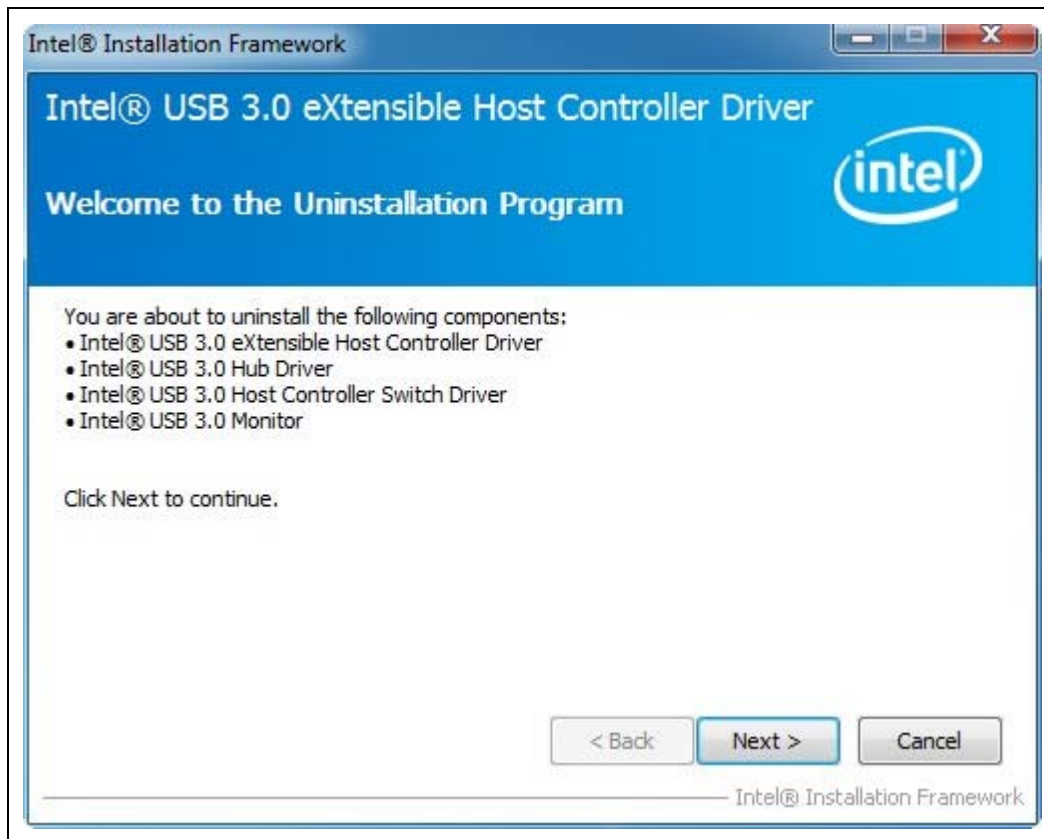 Intel® Installation Framework
Intel® USB 3.0 eXtensible Host Controller Driver
intel
Welcome to the Uninstallation Program
You are about to uninstall the following components:
• Intel® USB 3.0 eXtensible Host Controller Driver
• Intel® USB 3.0 Hub Driver
• Intel® USB 3.0 Host Controller Switch Driver
• Intel® USB 3.0 Monitor
Click Next to continue.
< Back Next > Cancel
Intel® Installation Framework